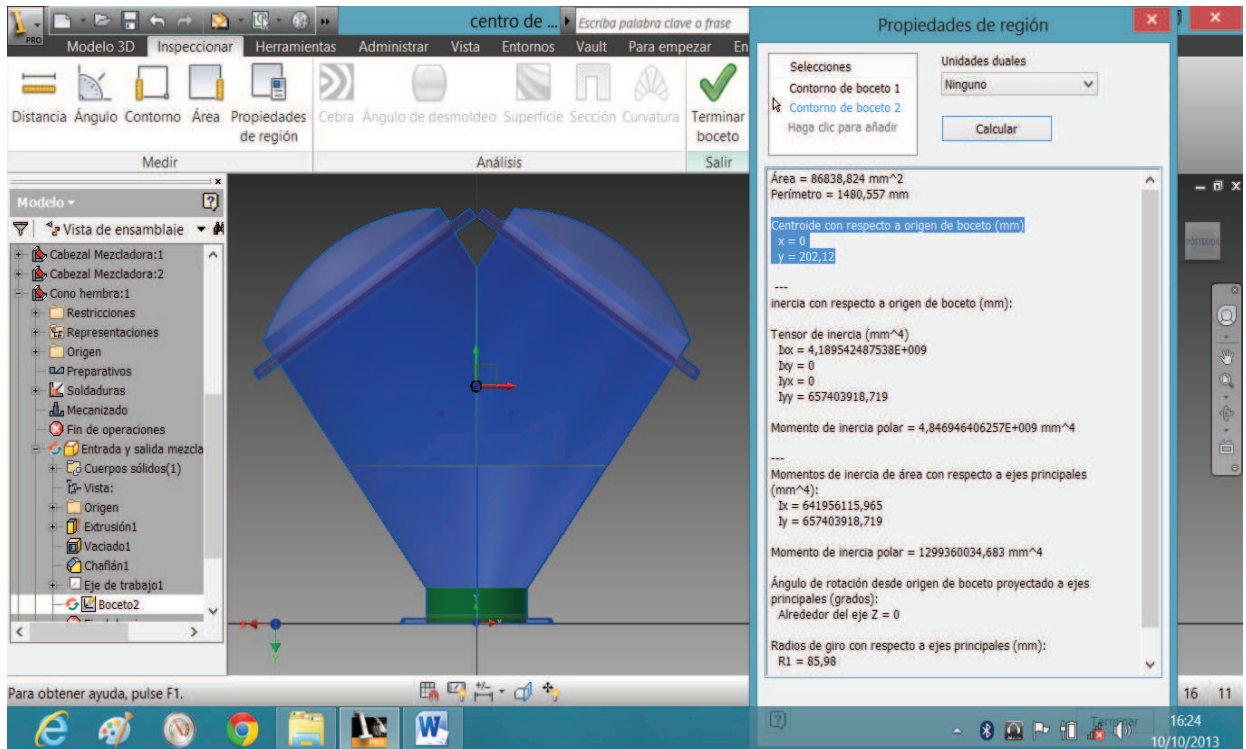 PRO
centro de ...
Escriba palabra clave o frase
Modelo 3D Inspeccionar Herramientas Administrar Vista Entornos Vault Para empezar En
Distancia Ángulo Contorno Área Propiedades de región
Cebra Ángulo de desmoldeo Superficie Sección Curvatura
Terminar boceto
Medir
Análisis
Salir
Modelo
Vista de ensamblaje
Cabezal Mezcladora:1
Cabezal Mezcladora:2
Cono hembra:1
Restricciones
Representaciones
Origen
Preparativos
Soldaduras
Mecanizado
Fin de operaciones
Entrada y salida mezcla
Cuerpos sólidos(1)
Vista:
Origen
Extrusión1
Vaciado1
Chaflán1
Eje de trabajo1
Boceto2
Para obtener ayuda, pulse F1.
Propiedades de región
Selecciones
Contorno de boceto 1
Contorno de boceto 2
Haga clic para añadir
Unidades duales
Ninguno
Calcular
Área = 86838,824 mm^2
Perímetro = 1480,557 mm
Centroide con respecto a origen de boceto (mm)
x = 0
y = 202,12
---
inercia con respecto a origen de boceto (mm):
Tensor de inercia (mm^4)
Ixx = 4,189542487538E+009
Ixy = 0
Iyx = 0
Iyy = 657403918,719
Momento de inercia polar = 4,846946406257E+009 mm^4
---
Momentos de inercia de área con respecto a ejes principales
(mm^4):
Ix = 641956115,965
Iy = 657403918,719
Momento de inercia polar = 1299360034,683 mm^4
Ángulo de rotación desde origen de boceto proyectado a ejes
principales (grados):
Alrededor del eje Z = 0
Radios de giro con respecto a ejes principales (mm):
R1 = 85,98
Terminar
POSTERIOR
16 11
16:24
10/10/2013